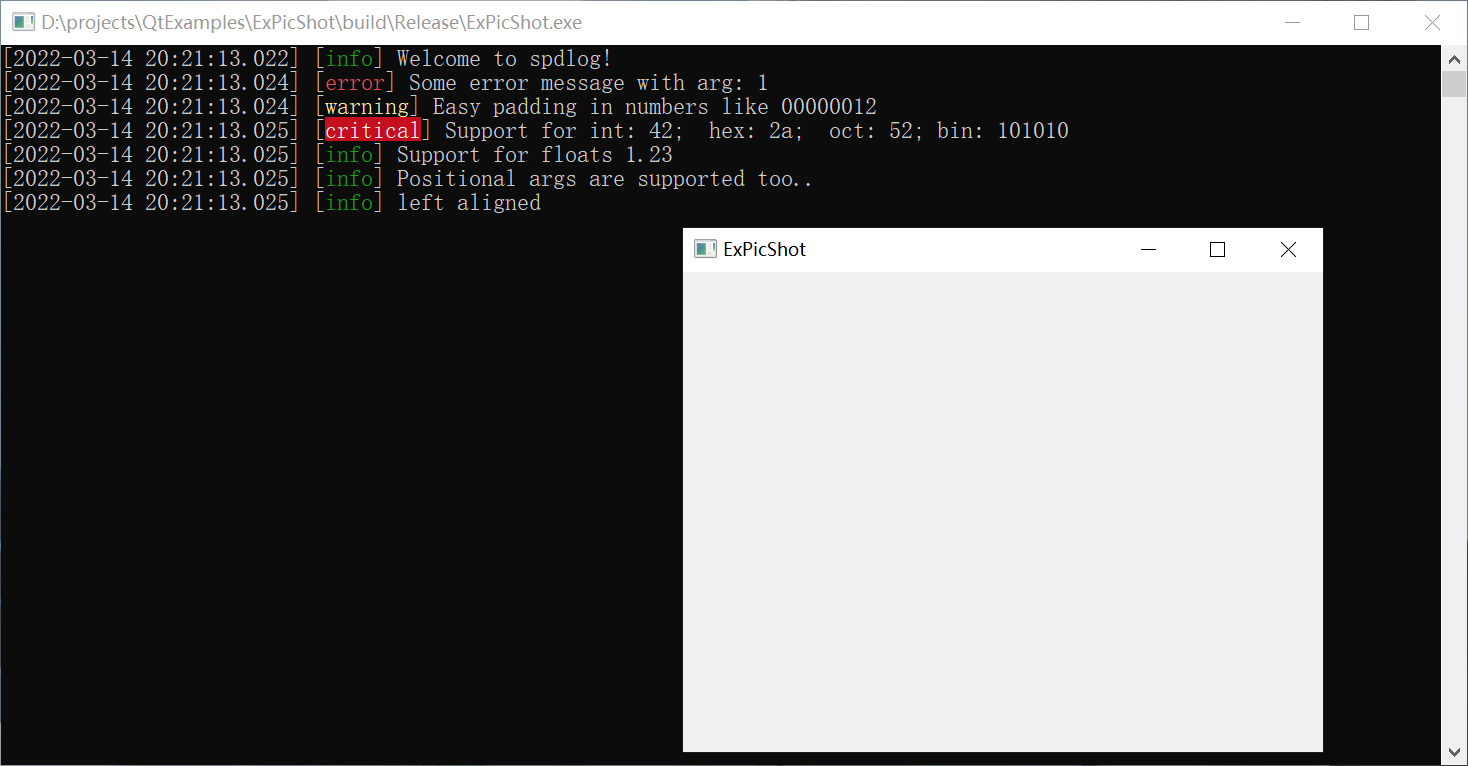 D:\projects\QtExamples\ExPicShot\build\Release\ExPicShot.exe
[2022-03-14 20:21:13.022] [info] Welcome to spdlog!
[2022-03-14 20:21:13.024] [error] Some error message with arg: 1
[2022-03-14 20:21:13.024] [warning] Easy padding in numbers like 00000012
[2022-03-14 20:21:13.025] [critical] Support for int: 42;  hex: 2a;  oct: 52; bin: 101010
[2022-03-14 20:21:13.025] [info] Support for floats 1.23
[2022-03-14 20:21:13.025] [info] Positional args are supported too..
[2022-03-14 20:21:13.025] [info] left aligned
ExPicShot